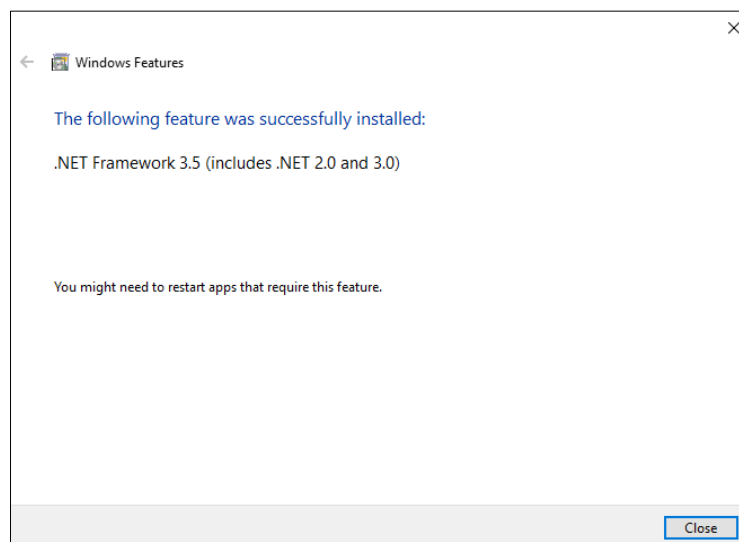 Windows Features
The following feature was successfully installed:
.NET Framework 3.5 (includes .NET 2.0 and 3.0)
You might need to restart apps that require this feature.
Close